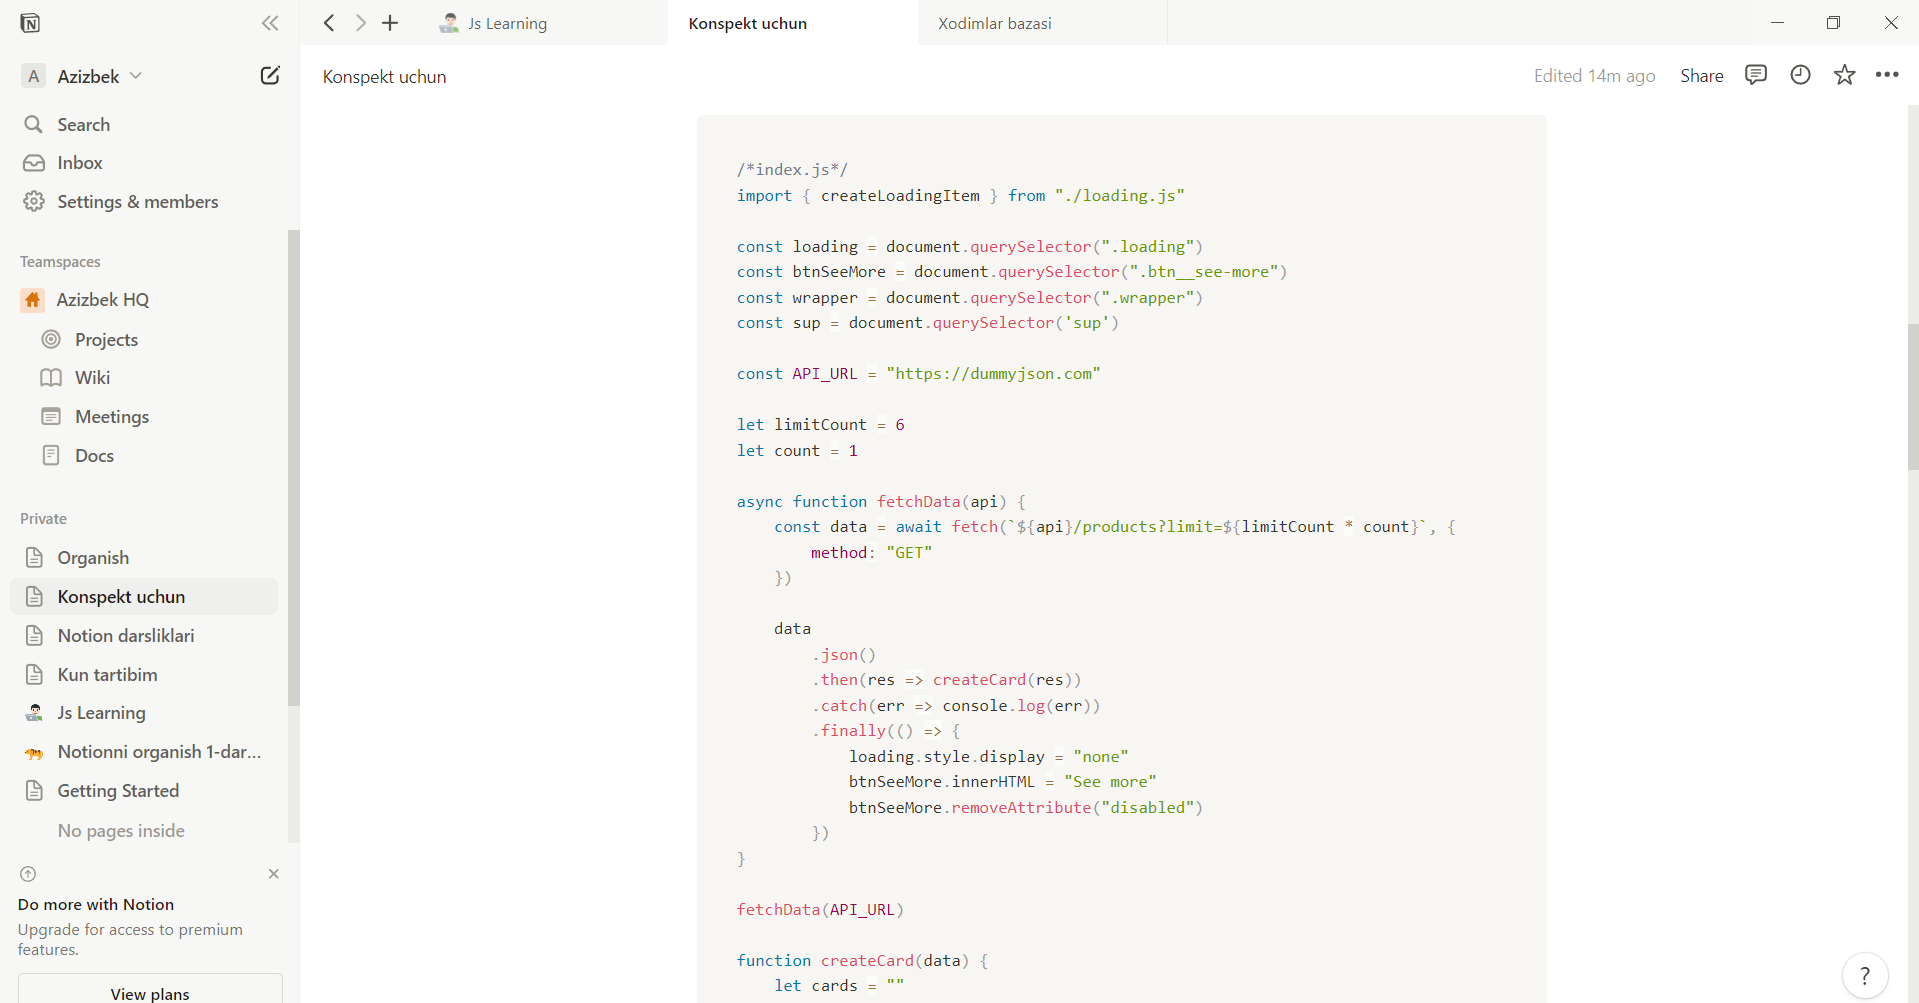 Js Learning
Konspekt uchun
Xodimlar bazasi
A Azizbek
Konspekt uchun
Edited 14m ago
Share
Search
Inbox
Settings & members
Teamspaces
Azizbek HQ
Projects
Wiki
Meetings
Docs
Private
Organish
Konspekt uchun
Notion darsliklari
Kun tartibim
Js Learning
Notionni organish 1-dar...
Getting Started
No pages inside
Do more with Notion
Upgrade for access to premium
features.
View plans
/*index.js*/
import { createLoadingItem } from "./loading.js"
const loading = document.querySelector(".loading")
const btnSeeMore = document.querySelector(".btn__see-more")
const wrapper = document.querySelector(".wrapper")
const sup = document.querySelector('sup')
const API_URL = "https://dummyjson.com"
let limitCount = 6
let count = 1
async function fetchData(api) {
const data = await fetch(`${api}/products?limit=${limitCount * count}`, {
method: "GET"
})
data
.json()
.then(res => createCard(res))
.catch(err => console.log(err))
.finally(() => {
loading.style.display = "none"
btnSeeMore.innerHTML = "See more"
btnSeeMore.removeAttribute("disabled")
})
}
fetchData(API_URL)
function createCard(data) {
let cards = ""
?